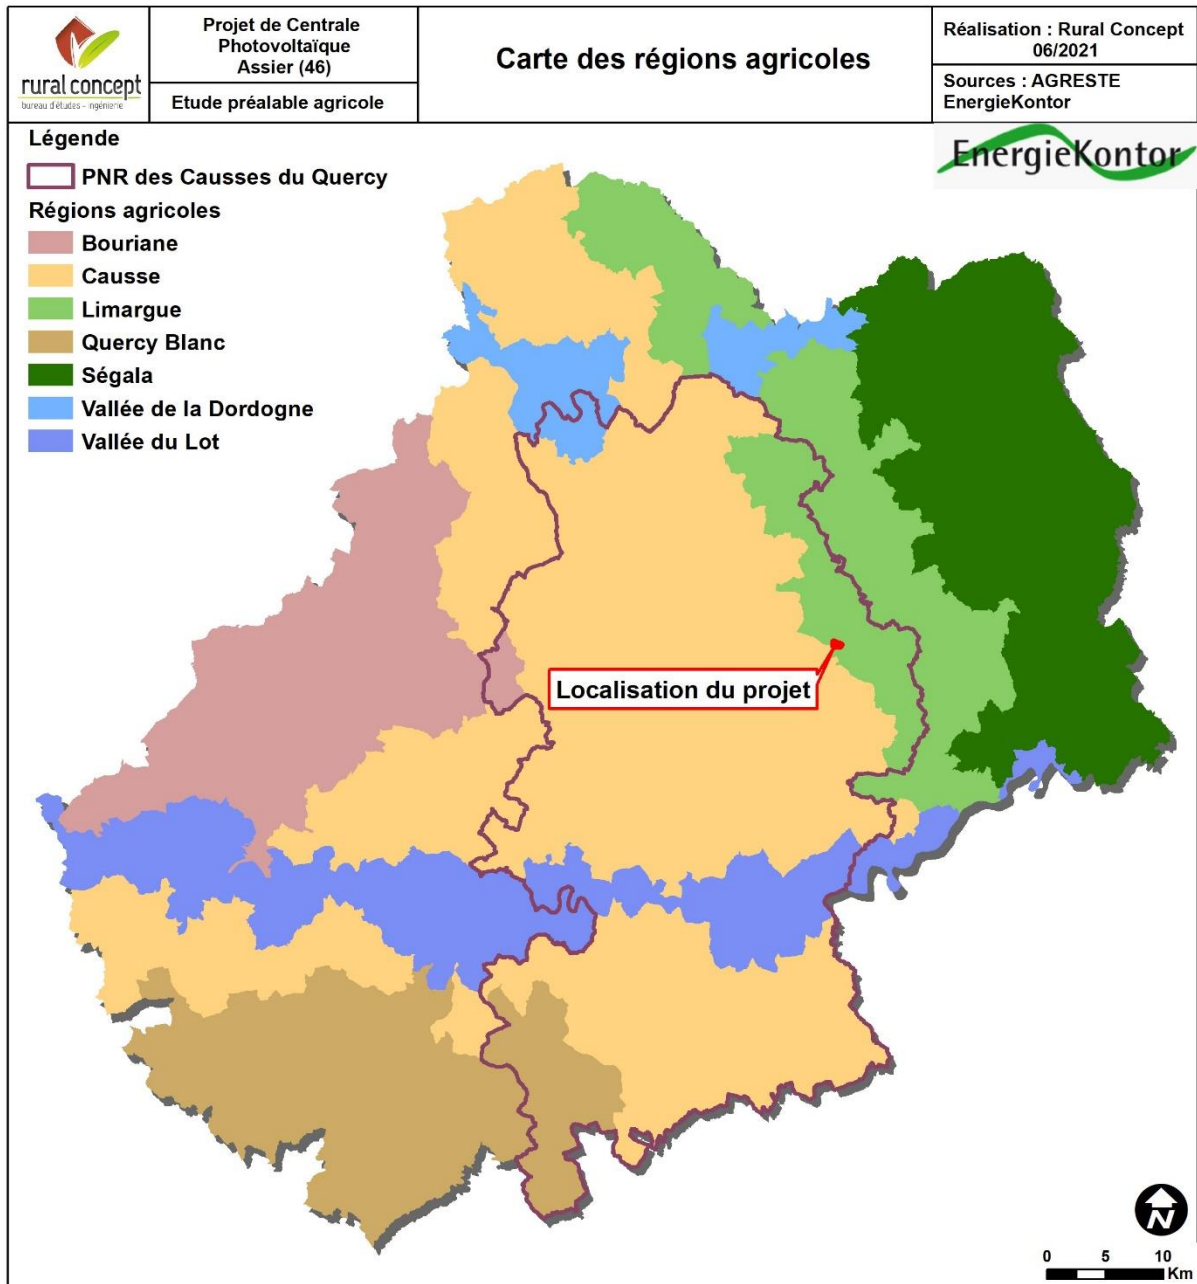 rural concept
bureau d'études - ingénierie
Projet de Centrale
Photovoltaïque
Assier (46)
Etude préalable agricole
Carte des régions agricoles
Réalisation : Rural Concept
06/2021
Sources : AGRESTE
EnergieKontor
EnergieKontor
Légende
PNR des Causses du Quercy
Régions agricoles
Bouriane
Causse
Limargue
Quercy Blanc
Ségala
Vallée de la Dordogne
Vallée du Lot
Localisation du projet
N
0 5 10
Km